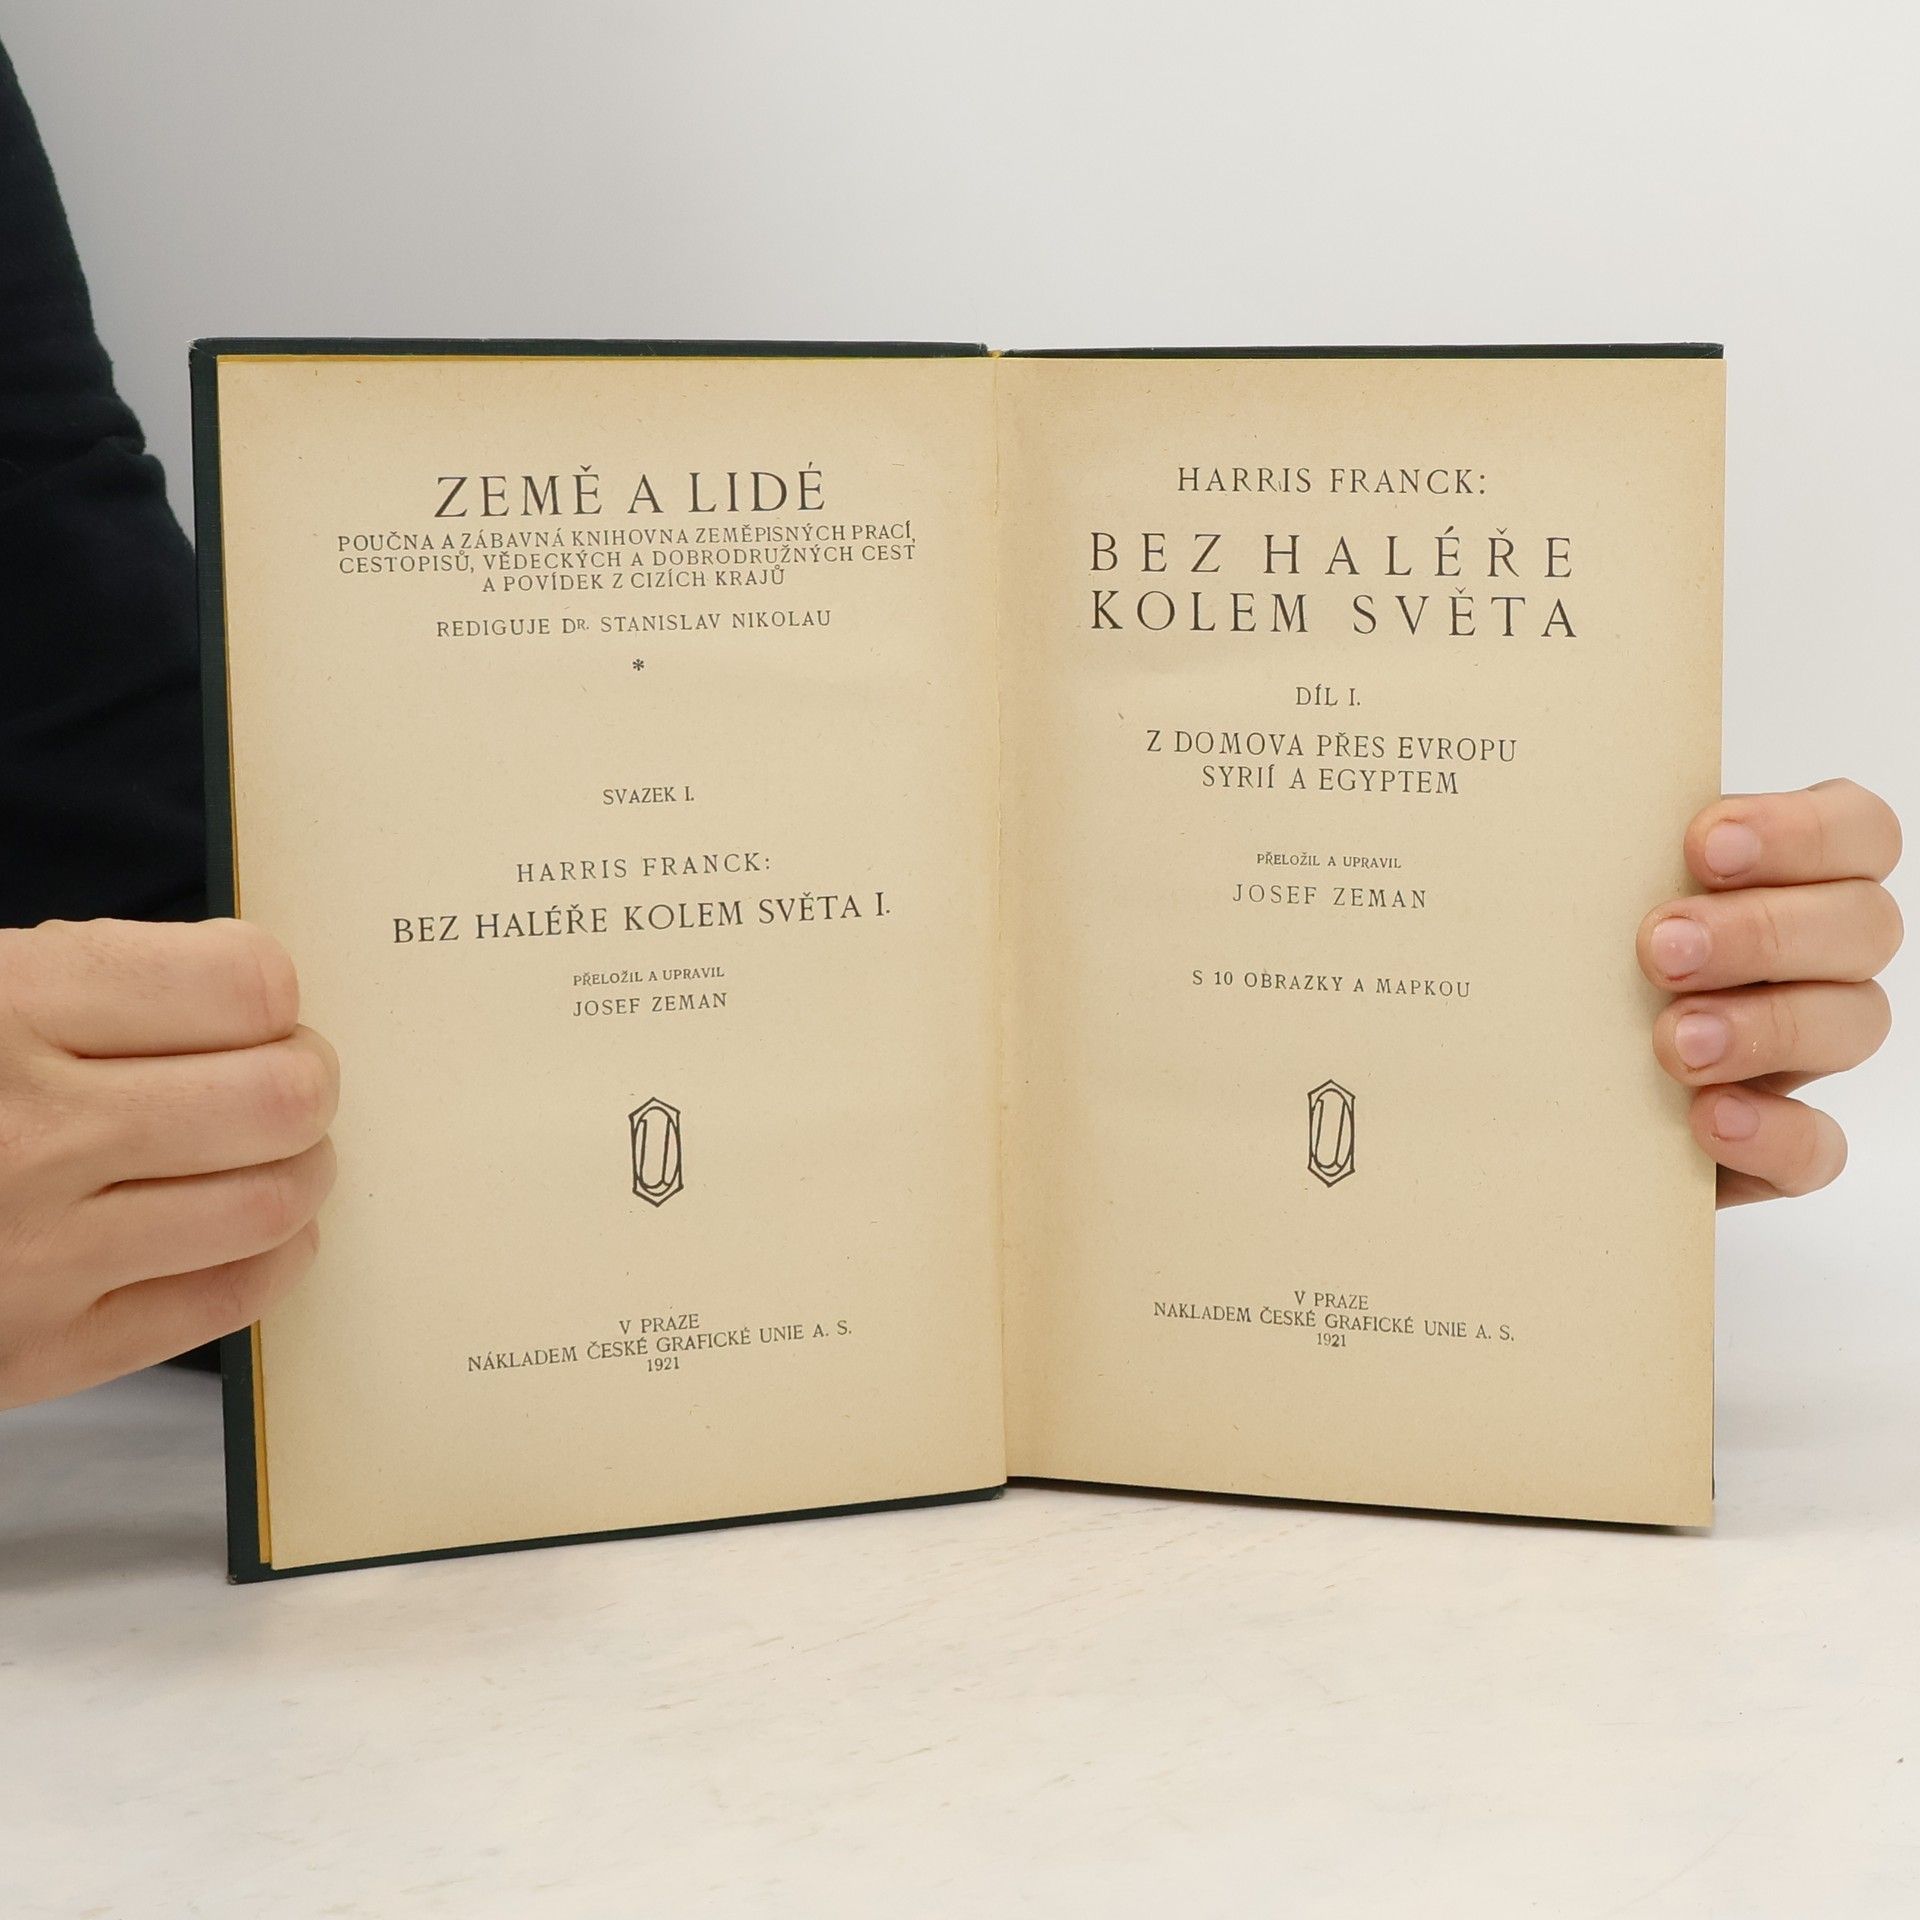 ZEMĚ A LIDÉ
POUČNA A ZÁBAVNÁ KNIHOVNA ZEMĚPISNÝCH PRACÍ,
CESTOPISŮ, VĚDECKÝCH A DOBRODRUŽNÝCH CEST
A POVÍDEK Z CIZÍCH KRAJŮ
REDIGUJE DR. STANISLAV NIKOLAU
*
SVAZEK I.
HARRIS FRANCK:
BEZ HALÉŘE KOLEM SVĚTA I.
PŘELOŽIL A UPRAVIL
JOSEF ZEMAN
V PRAZE
NÁKLADEM ČESKÉ GRAFICKÉ UNIE A. S.
1921
HARRIS FRANCK:
BEZ HALÉŘE
KOLEM SVĚTA
DÍL I.
Z DOMOVA PŘES EVROPU
SYRIÍ A EGYPTEM
PŘELOŽIL A UPRAVIL
JOSEF ZEMAN
S 10 OBRAZKY A MAPKOU
V PRAZE
NAKLADEM ČESKÉ GRAFICKÉ UNIE A. S.
1921